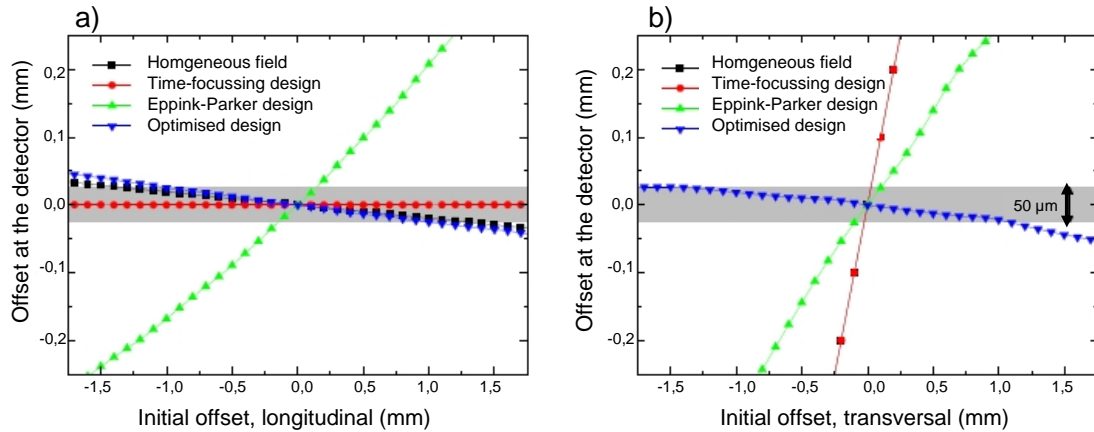 a)
Offset at the detector (mm)
0,2
0,1
0,0
-0,1
-0,2
Homgeneous field
Time-focussing design
Eppink-Parker design
Optimised design
-1,5 -1,0 -0,5 0,0 0,5 1,0 1,5
Initial offset, longitudinal (mm)
b)
Offset at the detector (mm)
0,2
0,1
0,0
-0,1
-0,2
Homgeneous field
Time-focussing design
Eppink-Parker design
Optimised design
50 µm
-1,5 -1,0 -0,5 0,0 0,5 1,0 1,5
Initial offset, transversal (mm)